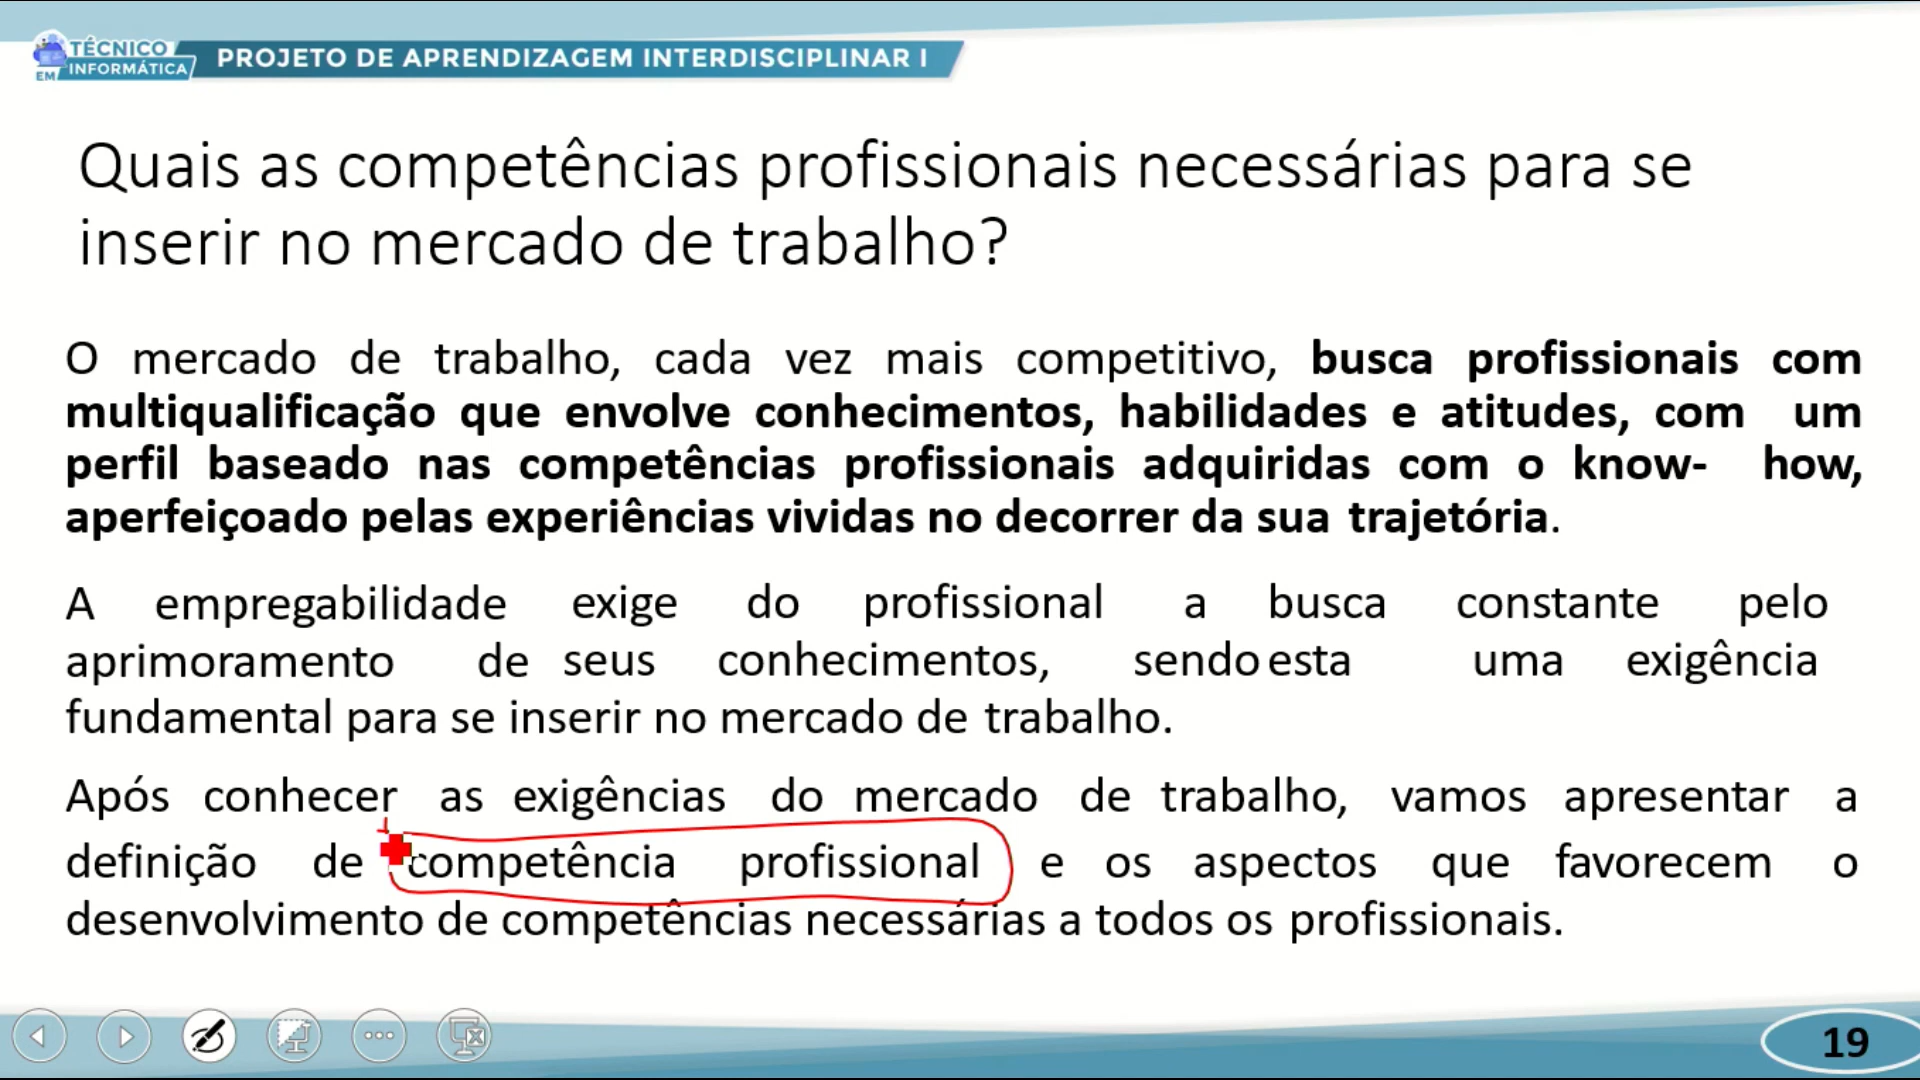 TÉCNICO
EM INFORMÁTICA
PROJETO DE APRENDIZAGEM INTERDISCIPLINAR I
Quais as competências profissionais necessárias para se
inserir no mercado de trabalho?
O mercado de trabalho, cada vez mais competitivo, busca profissionais com
multiqualificação que envolve conhecimentos, habilidades e atitudes, com um
perfil baseado nas competências profissionais adquiridas com o know- how,
aperfeiçoado pelas experiências vividas no decorrer da sua trajetória.
A empregabilidade exige do profissional a busca constante pelo
aprimoramento de seus conhecimentos, sendo esta uma exigência
fundamental para se inserir no mercado de trabalho.
Após conhecer as exigências do mercado de trabalho, vamos apresentar a
definição de competência profissional e os aspectos que favorecem o
desenvolvimento de competências necessárias a todos os profissionais.
19